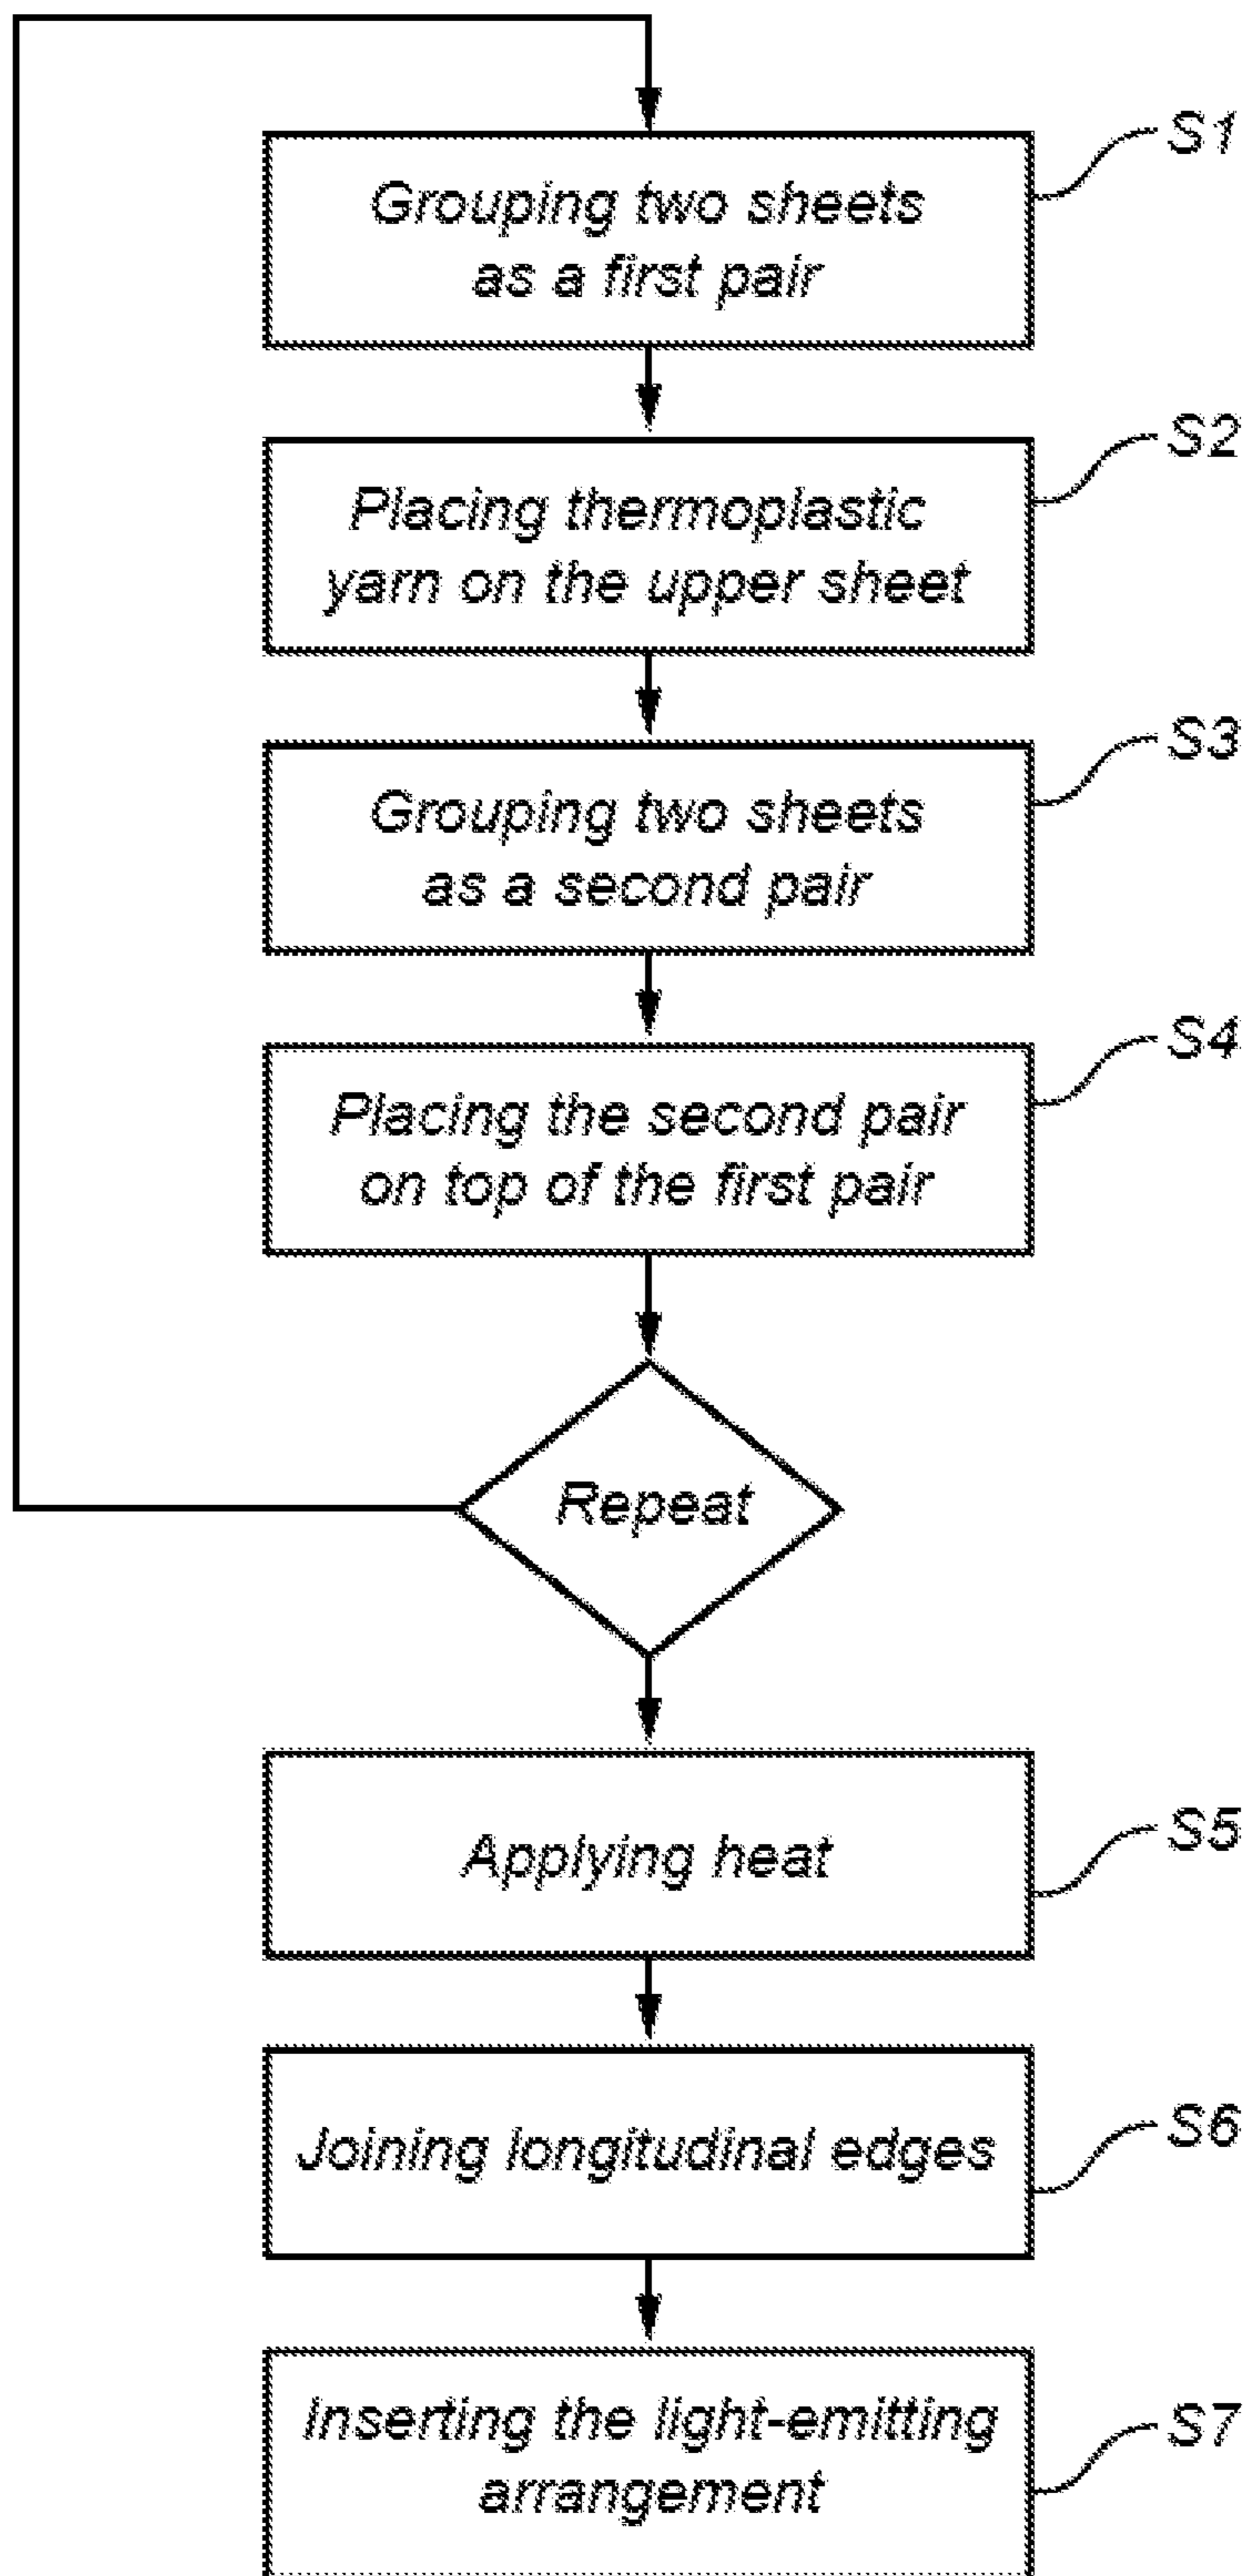 S1
Grouping two sheets
as a first pair
S2
Placing thermoplastic
yarn on the upper sheet
S3
Grouping two sheets
as a second pair
S4
Placing the second pair
on top of the first pair
Repeat
S5
Applying heat
S6
Joining longitudinal edges
S7
Inserting the light-emitting
arrangement